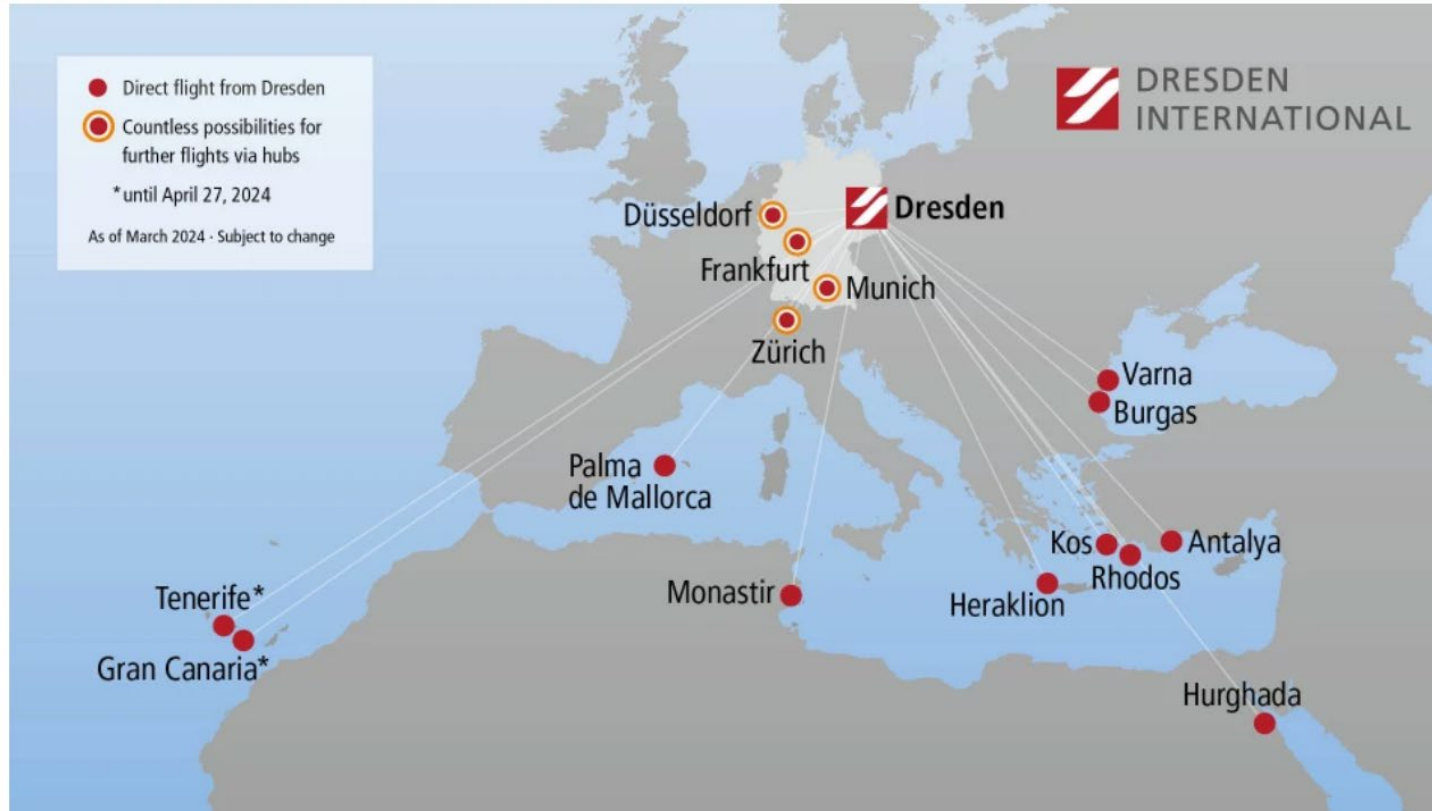 Direct flight from Dresden
Countless possibilities for
further flights via hubs
*until April 27, 2024
As of March 2024 - Subject to change
DRESDEN
INTERNATIONAL
Düsseldorf
Dresden
Frankfurt
Munich
Zürich
Varna
Burgas
Palma
de Mallorca
Kos
Antalya
Rhodos
Monastir
Heraklion
Tenerife*
Gran Canaria*
Hurghada